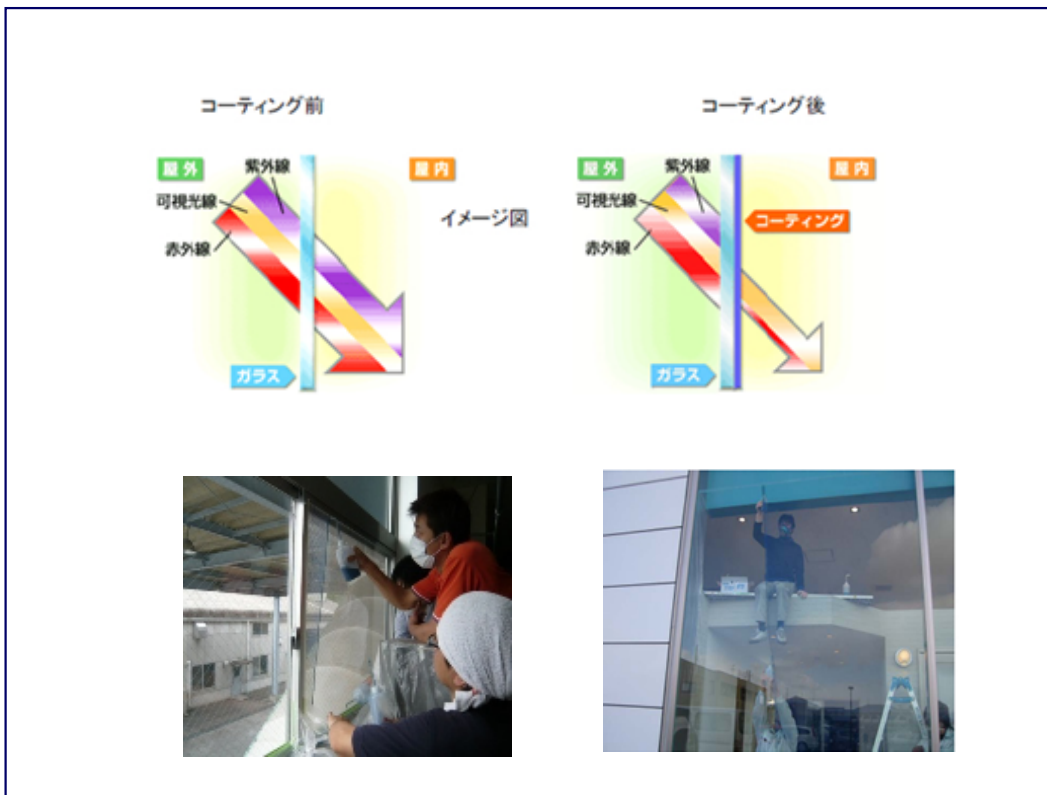 コーティング前
屋外
紫外線
屋内
可視光線
赤外線
ガラス
イメージ図
コーティング後
屋外
紫外線
屋内
可視光線
コーティング
赤外線
ガラス